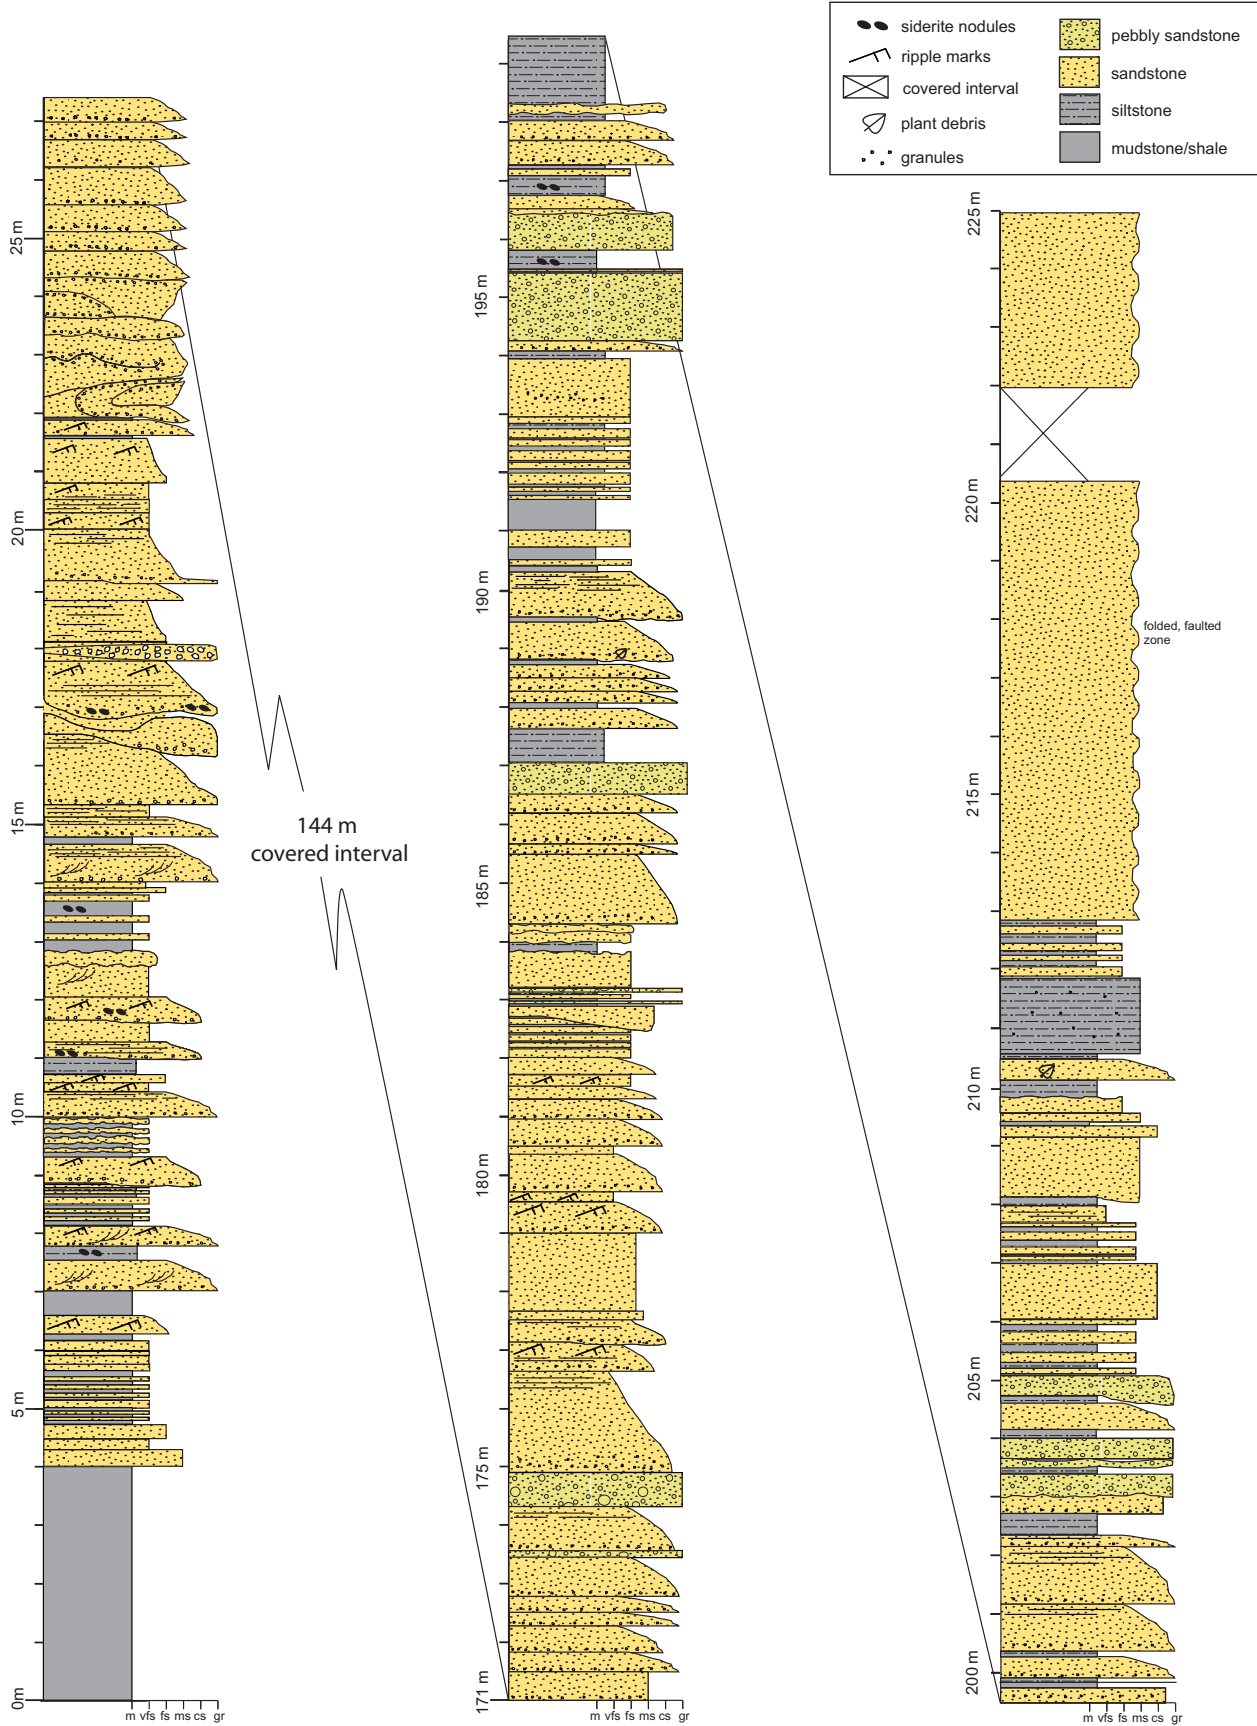 siderite nodules
ripple marks
covered interval
plant debris
granules
pebbly sandstone
sandstone
siltstone
mudstone/shale
25 m
20 m
15 m
10 m
5 m
0m
m vfs fs ms cs gr
144 m
covered interval
195 m
190 m
185 m
180 m
175 m
171 m
m vfs fs ms cs gr
225 m
220 m
215 m
210 m
205 m
200 m
folded, faulted
zone
m vfs fs ms cs gr